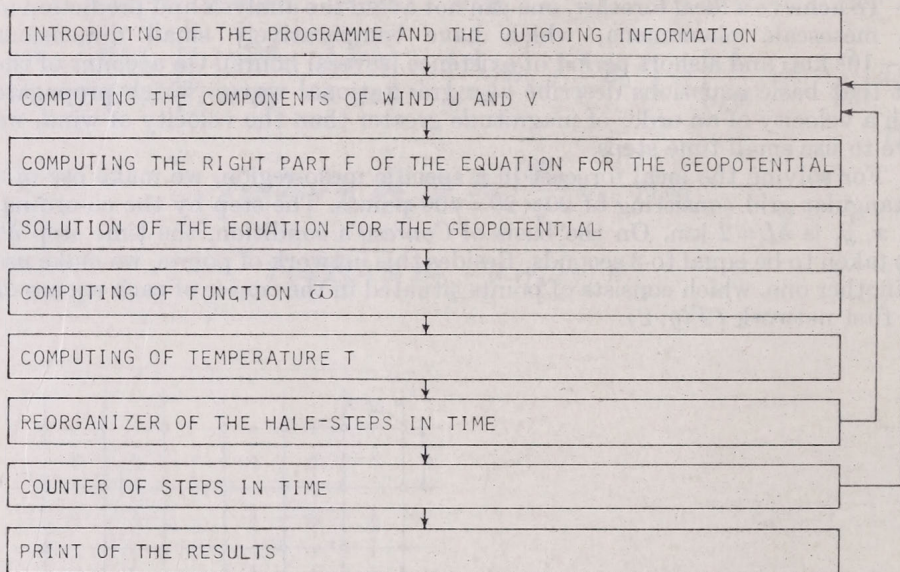 INTRODUCING OF THE PROGRAMME AND THE OUTGOING INFORMATION
COMPUTING THE COMPONENTS OF WIND U AND V
COMPUTING THE RIGHT PART F OF THE EQUATION FOR THE GEOPOTENTIAL
SOLUTION OF THE EQUATION FOR THE GEOPOTENTIAL
COMPUTING OF FUNCTION ϖ
COMPUTING OF TEMPERATURE T
REORGANIZER OF THE HALF-STEPS IN TIME
COUNTER OF STEPS IN TIME
PRINT OF THE RESULTS